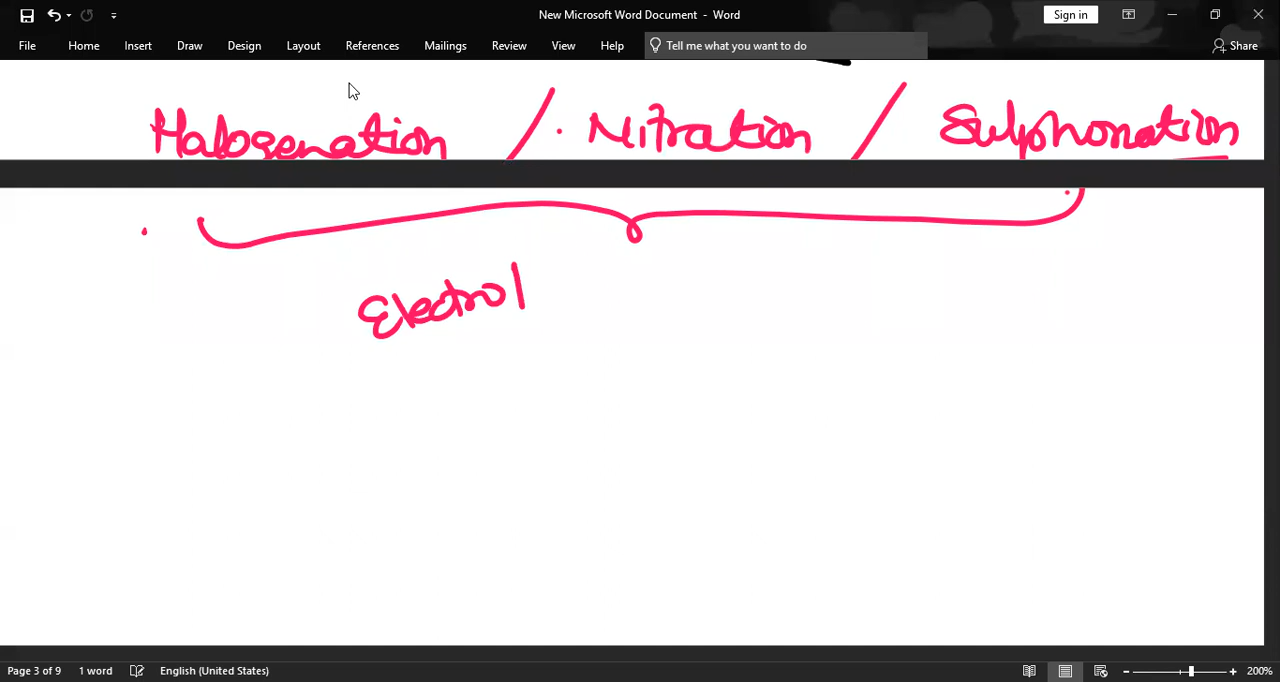 New Microsoft Word Document - Word
Sign in
File Home Insert Draw Design Layout References Mailings Review View Help Tell me what you want to do Share
Halogenation / Nitration / Sulphonation
Electrol
Page 3 of 9 1 word English (United States) 200%